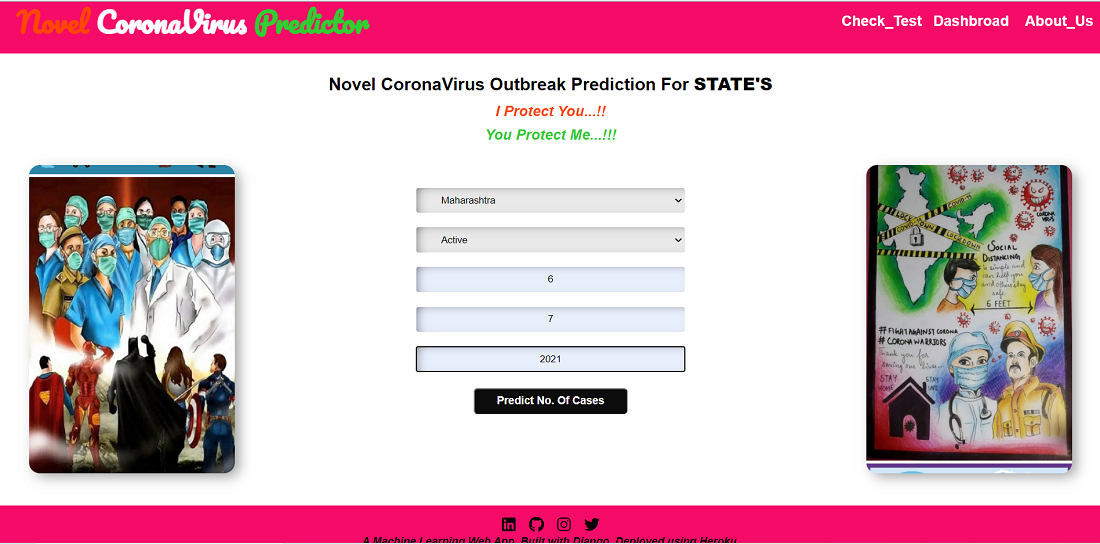 Novel CoronaVirus Predictor
Check_Test Dashbroad About_Us
Novel CoronaVirus Outbreak Prediction For STATE'S
I Protect You...!!
You Protect Me...!!!
Maharashtra
Active
6
7
2021
Predict No. Of Cases
COVID-19
LOCKDOWN
CORONA
VIRUS
SOCIAL
DISTANCING
is simple and
can help you
and others stay
safe
6 FEET
# FIGHT AGAINST CORONA
# CORONA WARRIORS
Thank you for
saving our lives
STAY
HOME
STAY
SAFE
A Machine Learning Web App, Built with Django, Deployed using Heroku